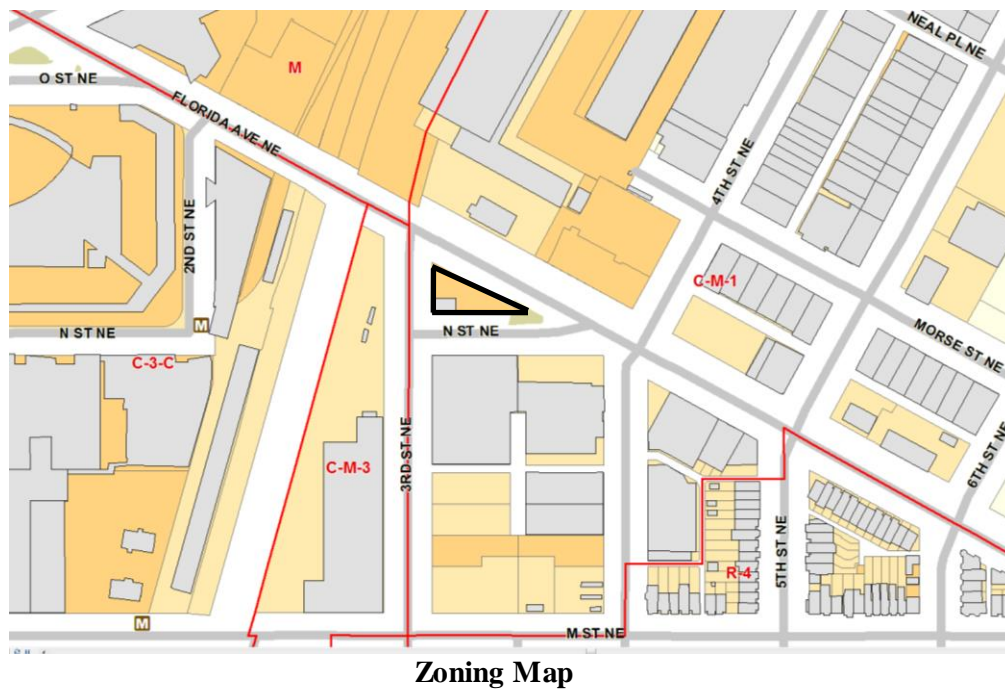 NEAL PL NE
M
O ST NE
FLORIDA AVE NE
4TH ST NE
2ND ST NE
C-M-1
N ST NE
M
N ST NE
MORSE ST NE
C-3-C
6TH ST NE
C-M-3
3RD ST NE
5TH ST NE
R-4
M
M ST NE
Zoning Map